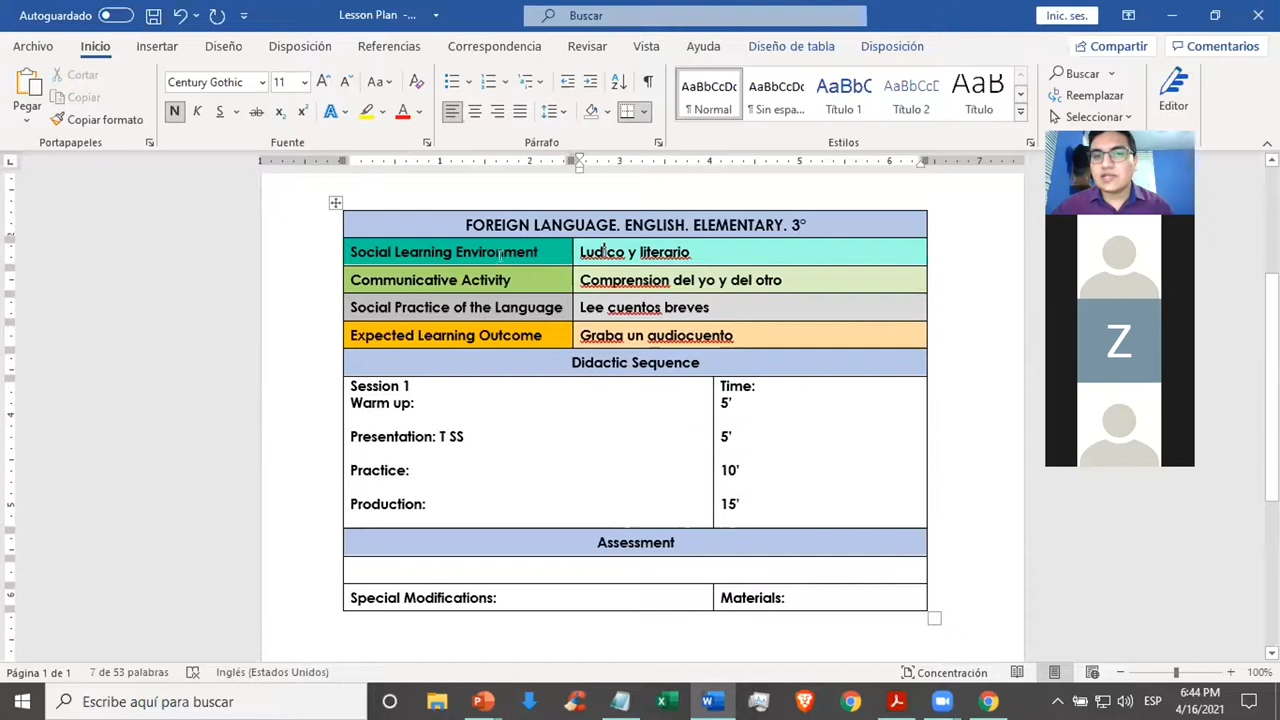 Autoguardado
Lesson Plan -...
Buscar
Inic. ses.
Archivo Inicio Insertar Diseño Disposición Referencias Correspondencia Revisar Vista Ayuda Diseño de tabla Disposición
Compartir Comentarios
Pegar
Cortar
Copiar
Copiar formato
Portapapeles
Century Gothic 11
Fuente
Párrafo
AaBbCcDc AaBbCcDc AaBbC AaBbCcC AaB
¶ Normal ¶ Sin espa... Título 1 Título 2 Título
Estilos
Buscar
Reemplazar
Seleccionar
Editor
FOREIGN LANGUAGE. ENGLISH. ELEMENTARY. 3°
Social Learning Environment Ludico y literario
Communicative Activity Comprension del yo y del otro
Social Practice of the Language Lee cuentos breves
Expected Learning Outcome Graba un audiocuento
Didactic Sequence
Session 1 Time:
Warm up: 5’
Presentation: T SS 5’
Practice: 10’
Production: 15’
Assessment
Special Modifications: Materials:
Z
Página 1 de 1 7 de 53 palabras Inglés (Estados Unidos)
Concentración
100%
Escribe aquí para buscar
ESP
6:44 PM
4/16/2021